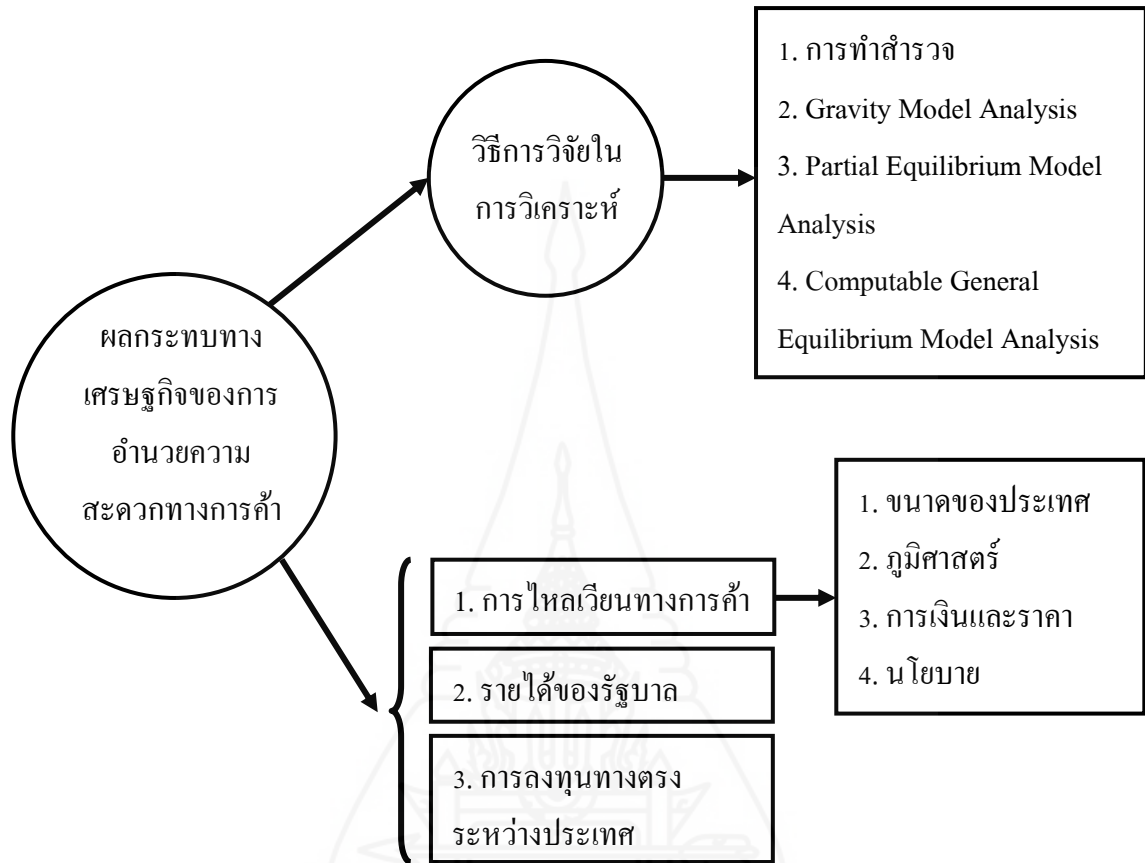 1. การทำสำรวจ
2. Gravity Model Analysis
3. Partial Equilibrium Model
Analysis
4. Computable General
Equilibrium Model Analysis
วิธีการวิจัยใน
การวิเคราะห์
ผลกระทบทาง
เศรษฐกิจของการ
อำนวยความ
สะดวกทางการค้า
1. การไหลเวียนทางการค้า
2. รายได้ของรัฐบาล
3. การลงทุนทางตรง
ระหว่างประเทศ
1. ขนาดของประเทศ
2. ภูมิศาสตร์
3. การเงินและราคา
4. นโยบาย